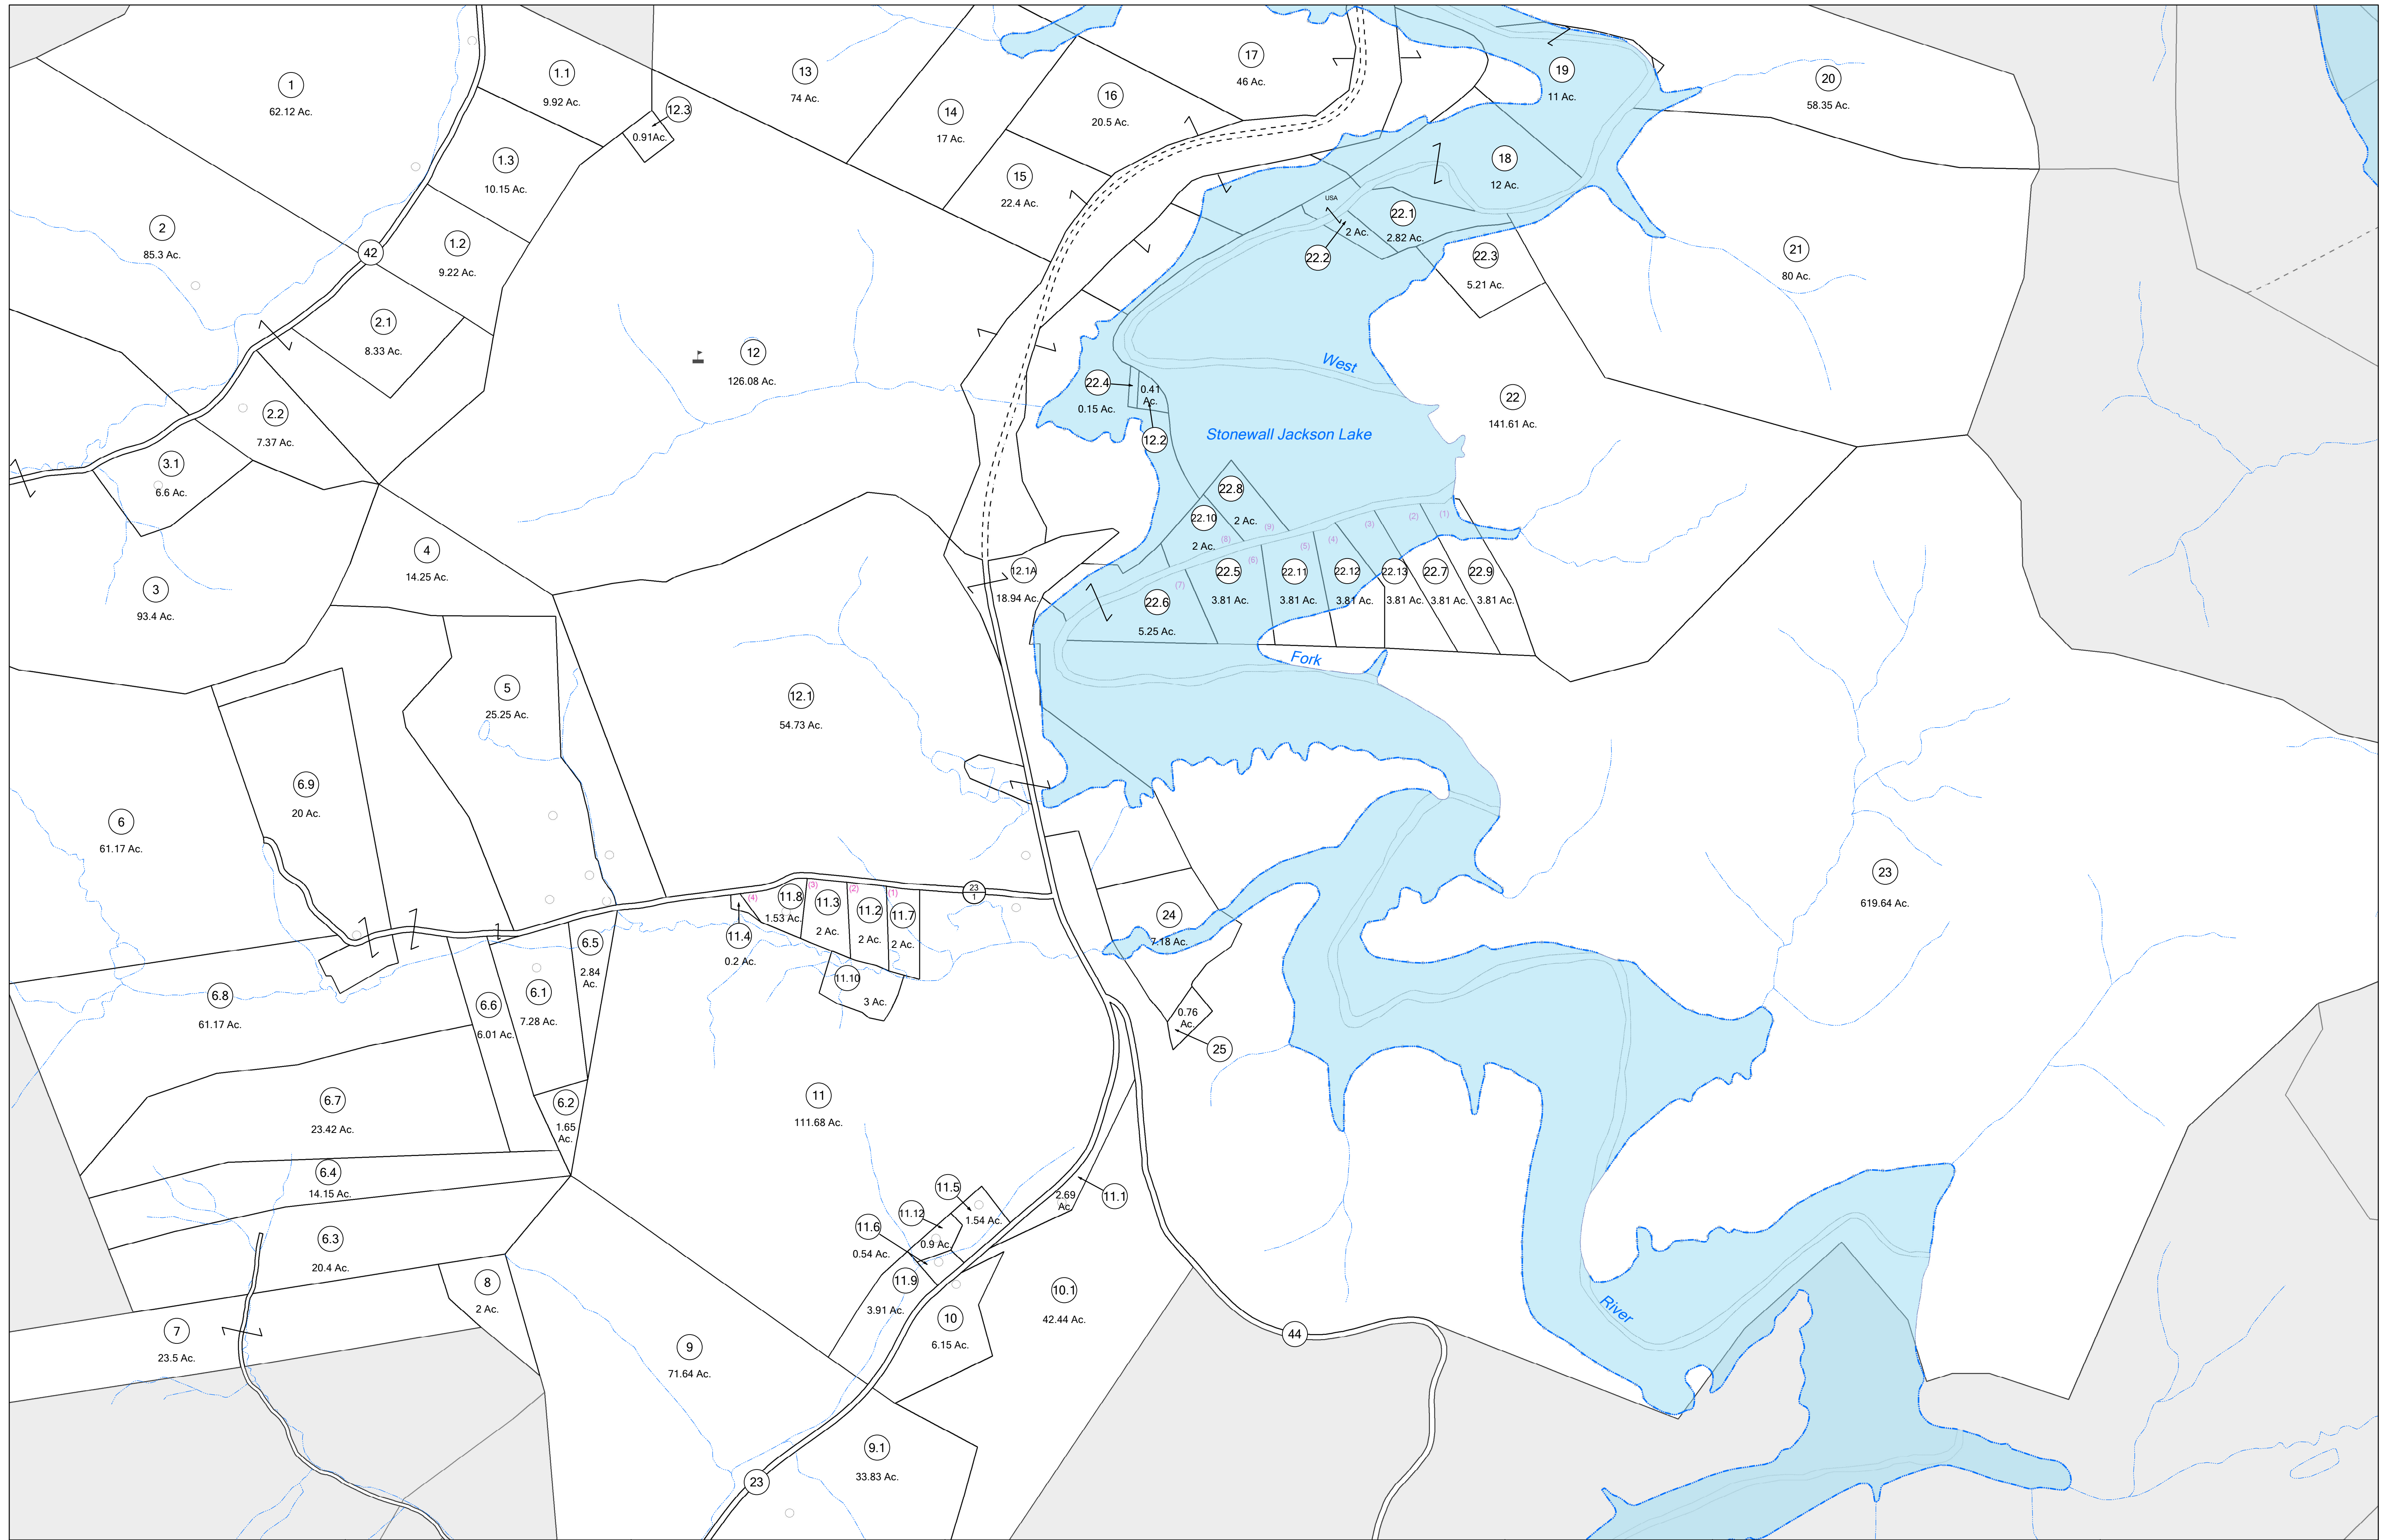 1
62.12 Ac.
1.1
9.92 Ac.
12.3
0.91Ac.
13
74 Ac.
14
17 Ac.
16
20.5 Ac.
17
46 Ac.
19
11 Ac.
20
58.35 Ac.
1.3
10.15 Ac.
15
22.4 Ac.
18
12 Ac.
2
85.3 Ac.
42
1.2
9.22 Ac.
USA
2 Ac.
22.2
22.1
2.82 Ac.
22.3
5.21 Ac.
21
80 Ac.
2.1
8.33 Ac.
12
126.08 Ac.
West
22.4
0.15 Ac.
0.41
Ac.
12.2
22
141.61 Ac.
2.2
7.37 Ac.
Stonewall Jackson Lake
3.1
6.6 Ac.
22.8
2 Ac.
(9)
22.10
2 Ac.
(8)
(3)
(2)
(1)
(4)
(5)
(6)
(7)
4
14.25 Ac.
3
93.4 Ac.
12.1A
18.94 Ac.
22.6
5.25 Ac.
22.5
3.81 Ac.
22.11
3.81 Ac.
22.12
3.81 Ac.
22.13
3.81 Ac.
22.7
3.81 Ac.
22.9
3.81 Ac.
Fork
5
25.25 Ac.
12.1
54.73 Ac.
6.9
20 Ac.
6
61.17 Ac.
23
619.64 Ac.
23
1
(4)
(3)
(2)
(1)
11.8
1.53 Ac.
11.3
2 Ac.
11.2
2 Ac.
11.7
2 Ac.
11.4
0.2 Ac.
11.10
3 Ac.
24
7.18 Ac.
6.5
2.84
Ac.
6.8
61.17 Ac.
6.6
6.01 Ac.
6.1
7.28 Ac.
0.76
Ac.
25
6.7
23.42 Ac.
6.2
1.65
Ac.
11
111.68 Ac.
6.4
14.15 Ac.
11.5
1.54 Ac.
11.12
0.9 Ac.
11.6
0.54 Ac.
2.69
Ac.
11.1
6.3
20.4 Ac.
8
2 Ac.
11.9
3.91 Ac.
10
6.15 Ac.
10.1
42.44 Ac.
River
7
23.5 Ac.
9
71.64 Ac.
44
9.1
33.83 Ac.
23